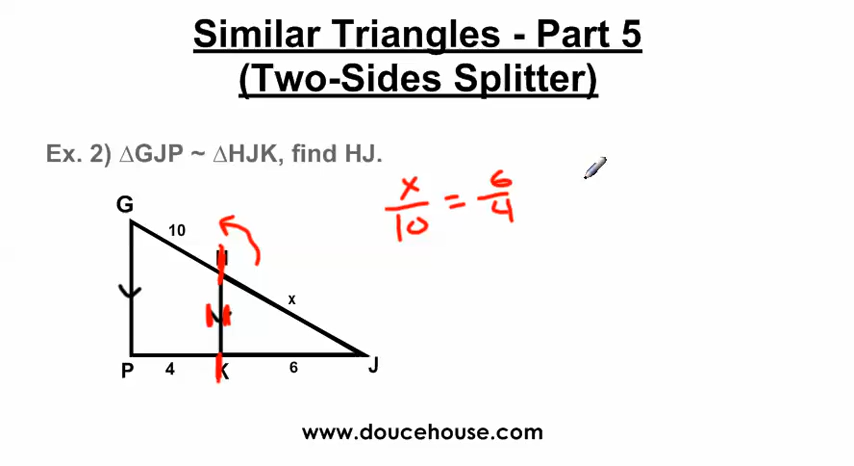 Similar Triangles - Part 5
(Two-Sides Splitter)
Ex. 2) ∆GJP ~ ∆HJK, find HJ.
x/10 = 6/4
G
10
H
x
P
4
K
6
J
www.doucehouse.com